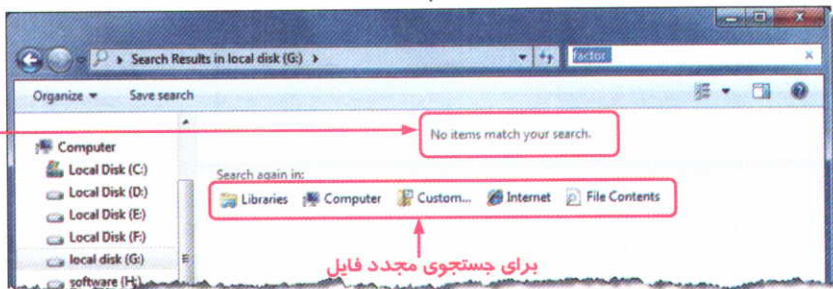 Search Results in local disk (G:)
factor
Organize
Save search
No items match your search.
Computer
Local Disk (C:)
Local Disk (D:)
Local Disk (E:)
Local Disk (F:)
local disk (G:)
software (H:)
Search again in:
Libraries Computer Custom... Internet File Contents
برای جستجوی مجدد فایل